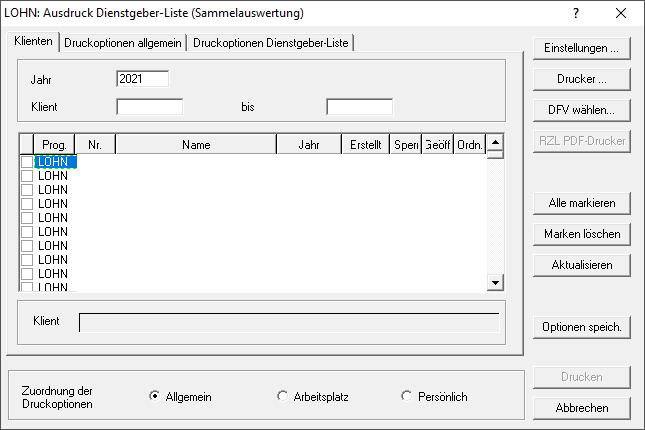 LOHN: Ausdruck Dienstgeber-Liste (Sammelauswertung)
Klienten
Druckoptionen allgemein
Druckoptionen Dienstgeber-Liste
Jahr 2021
Klient bis
Prog. Nr. Name Jahr Erstellt Sperr Geöff Ordn.
LOHN
LOHN
LOHN
LOHN
LOHN
LOHN
LOHN
LOHN
LOHN
LOHN
Klient
Zuordnung der
Druckoptionen
Allgemein
Arbeitsplatz
Persönlich
Einstellungen ...
Drucker ...
DFV wählen...
RZL PDF-Drucker
Alle markieren
Marken löschen
Aktualisieren
Optionen speich.
Drucken
Abbrechen